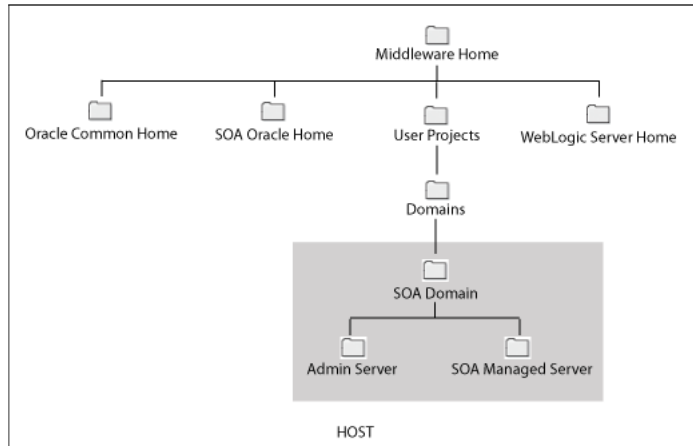 Middleware Home
Oracle Common Home
SOA Oracle Home
User Projects
WebLogic Server Home
Domains
SOA Domain
Admin Server
SOA Managed Server
HOST